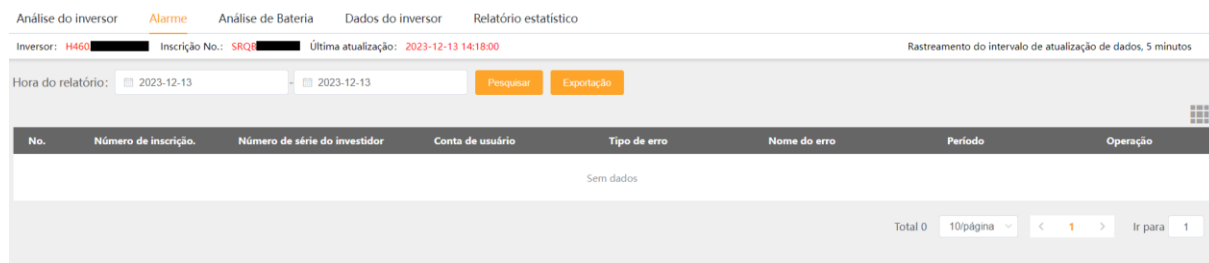 Análise do inversor Alarme Análise de Bateria Dados do inversor Relatório estatístico
Inversor: H460 Inscrição No.: SRQB Última atualização: 2023-12-13 14:18:00 Rastreamento do intervalo de atualização de dados, 5 minutos
Hora do relatório: 2023-12-13 - 2023-12-13 Pesquisar Exportação
No. Número de inscrição. Número de série do investidor Conta de usuário Tipo de erro Nome do erro Período Operação
Sem dados
Total 0 10/página < 1 > Ir para 1